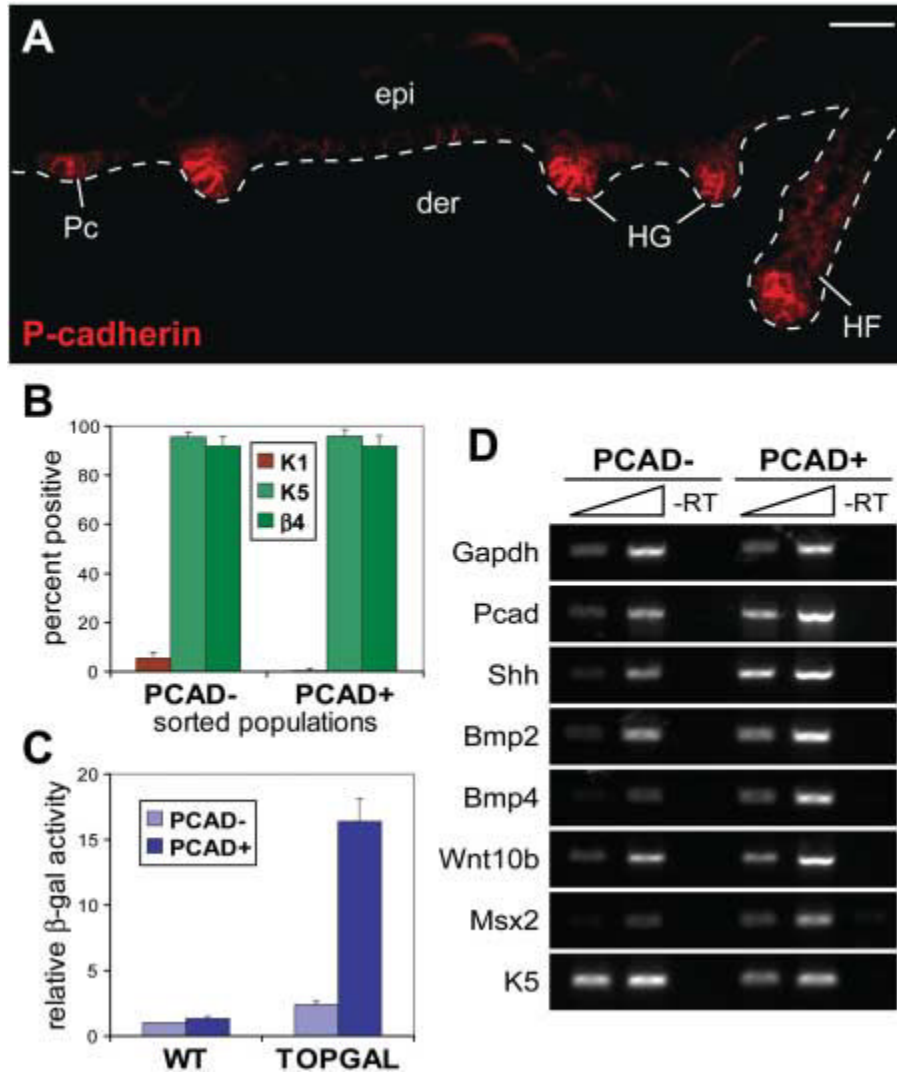 A
epi
der
Pc
HG
HF
P-cadherin
B
percent positive
100
80
60
40
20
0
K1
K5
β4
PCAD-
PCAD+
sorted populations
C
relative β-gal activity
20
15
10
5
0
PCAD-
PCAD+
WT
TOPGAL
D
PCAD-
PCAD+
-RT
-RT
Gapdh
Pcad
Shh
Bmp2
Bmp4
Wnt10b
Msx2
K5